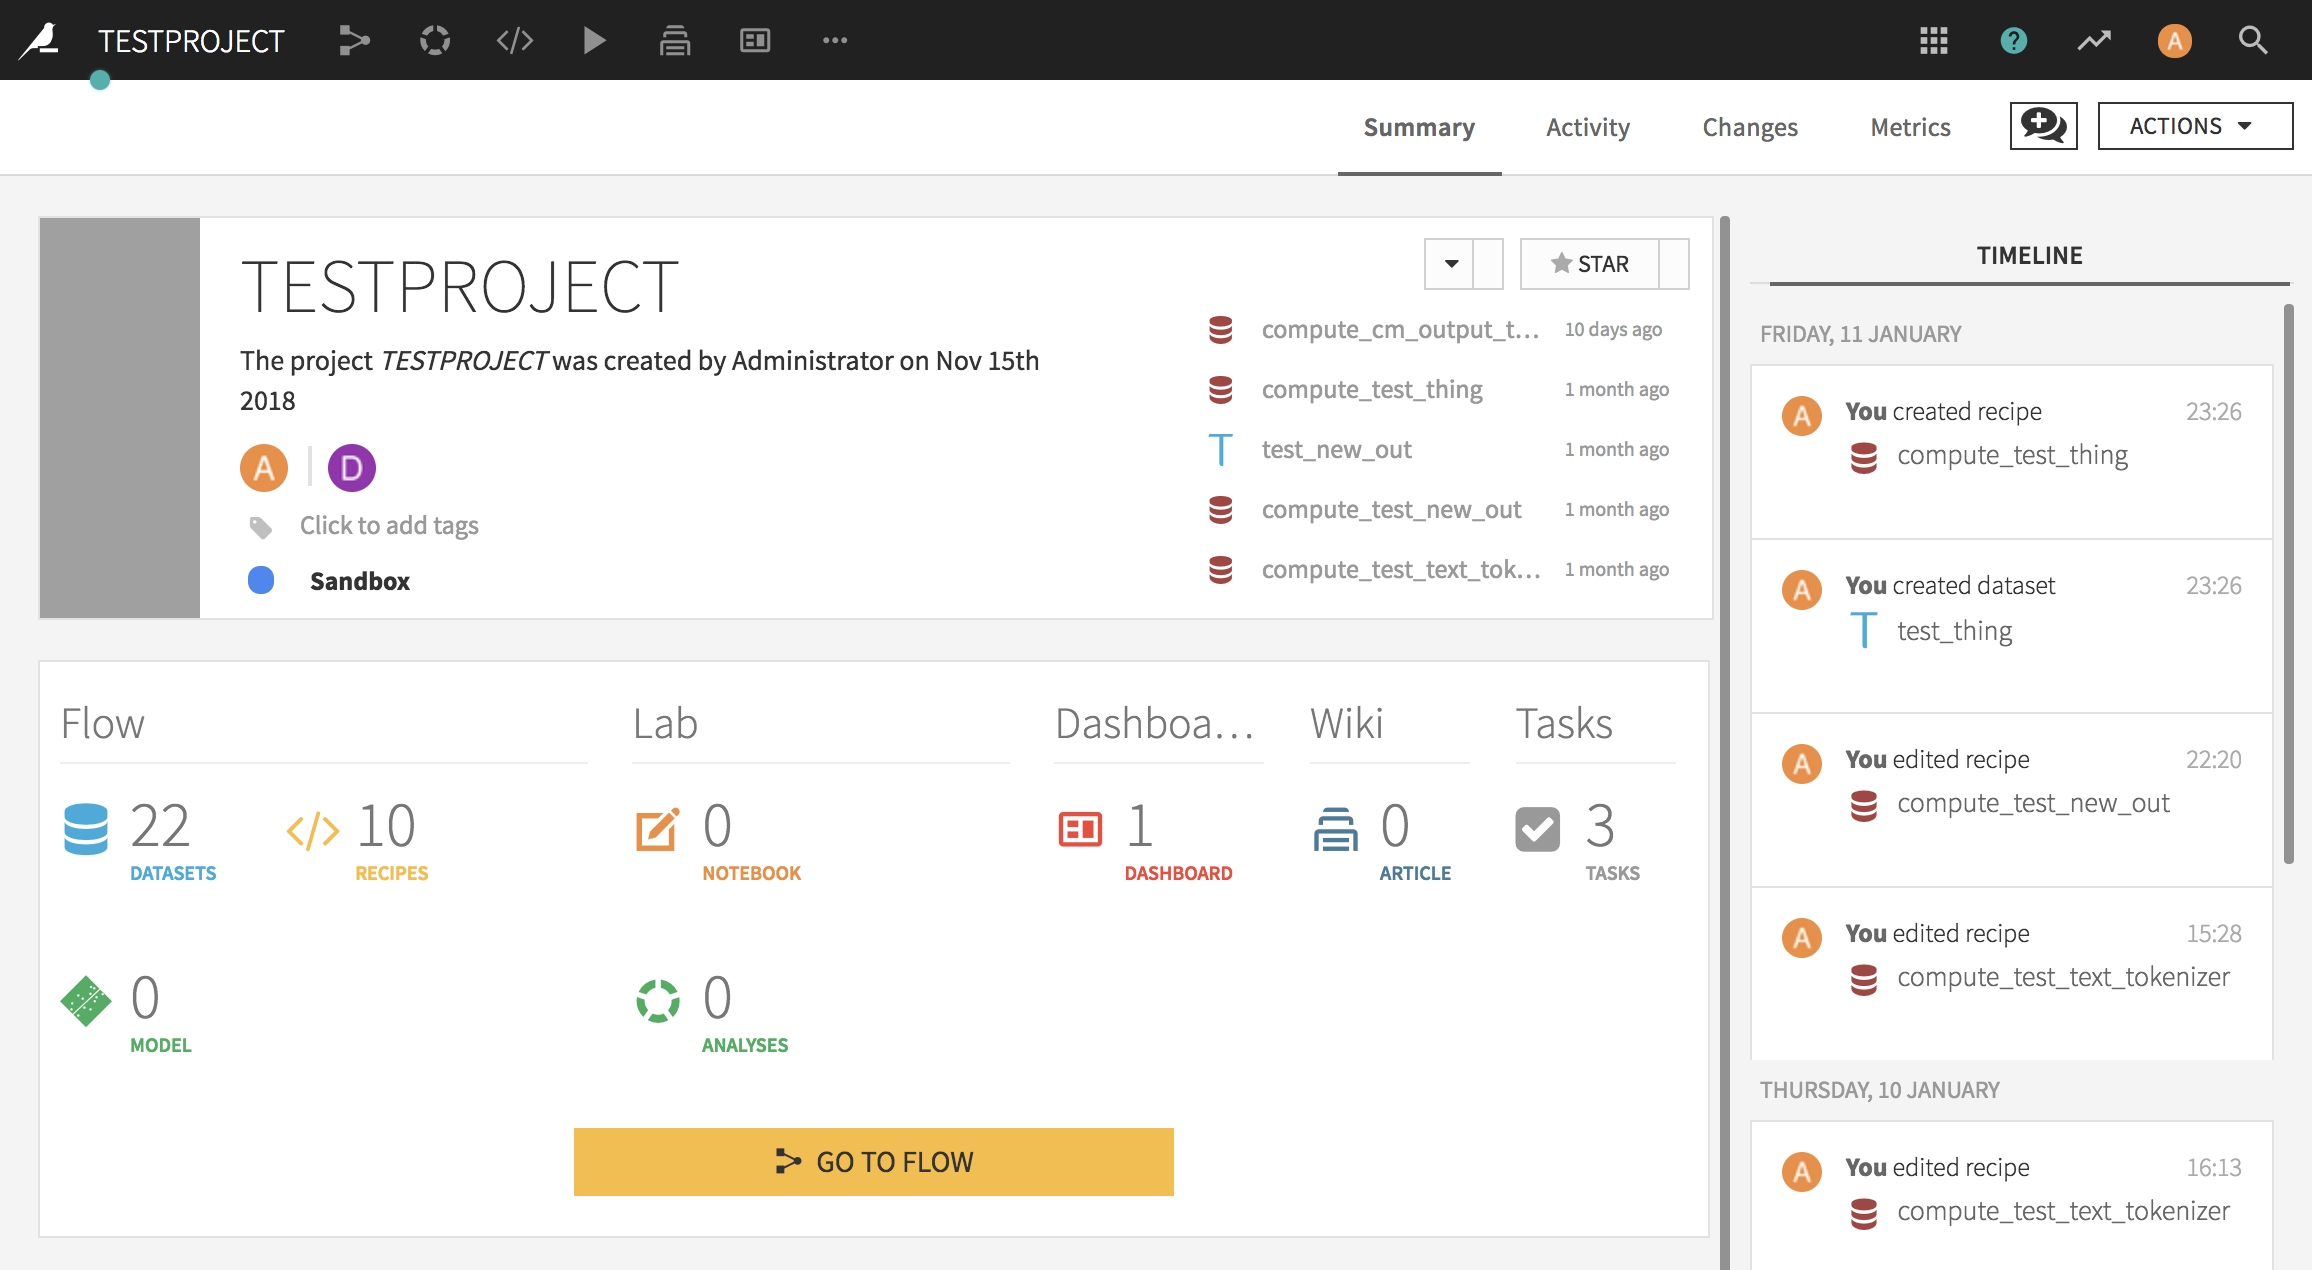 TESTPROJECT
?
A
Summary
Activity
Changes
Metrics
ACTIONS
TESTPROJECT
STAR
The project TESTPROJECT was created by Administrator on Nov 15th
2018
A
D
Click to add tags
Sandbox
compute_cm_output_t... 10 days ago
compute_test_thing 1 month ago
T test_new_out 1 month ago
compute_test_new_out 1 month ago
compute_test_text_tok... 1 month ago
Flow
22
DATASETS
10
RECIPES
0
MODEL
Lab
0
NOTEBOOK
0
ANALYSES
Dashboa...
1
DASHBOARD
Wiki
0
ARTICLE
Tasks
3
TASKS
GO TO FLOW
TIMELINE
FRIDAY, 11 JANUARY
A You created recipe 23:26
compute_test_thing
A You created dataset 23:26
T test_thing
A You edited recipe 22:20
compute_test_new_out
A You edited recipe 15:28
compute_test_text_tokenizer
THURSDAY, 10 JANUARY
A You edited recipe 16:13
compute_test_text_tokenizer